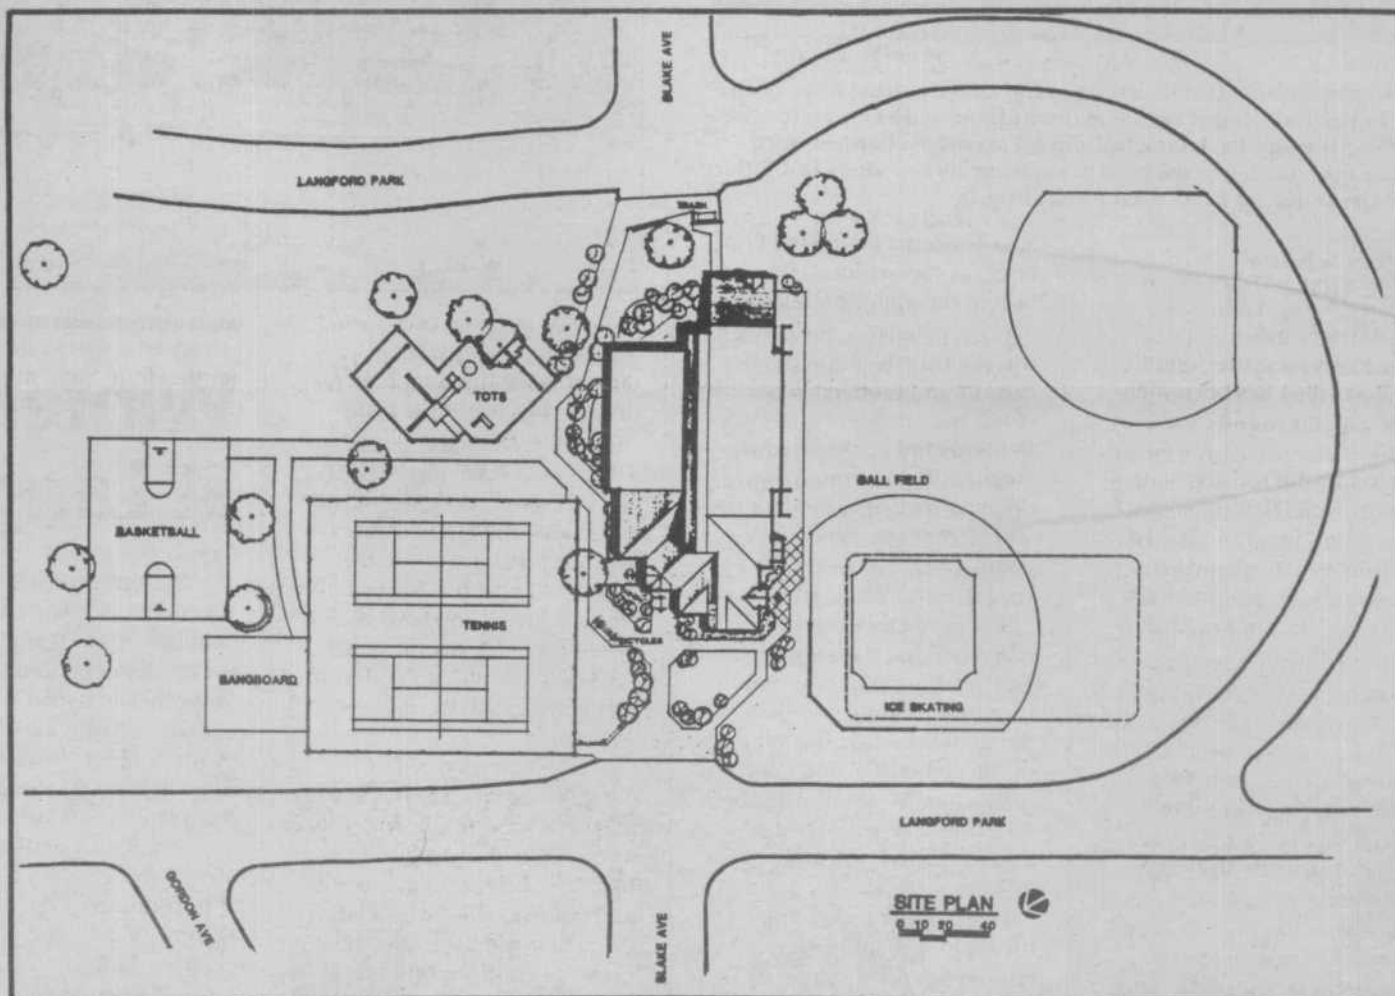 BLAKE AVE
LANGFORD PARK
TRASH
TOTS
BALL FIELD
BASKETBALL
TENNIS
BICYCLES
BANGBOARD
ICE SKATING
LANGFORD PARK
GORDON AVE
BLAKE AVE
SITE PLAN
0 10 20 40